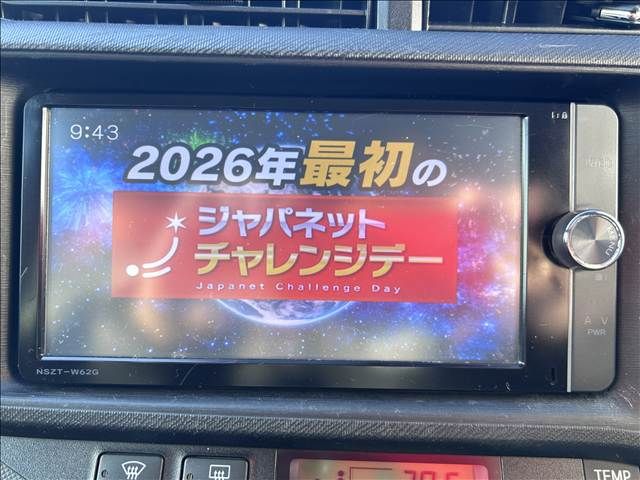 9:43
2026年最初の
ジャパネット
チャレンジデー
Japanet Challenge Day
MENU
A V
PWR
NSZT-W62G
TEMP